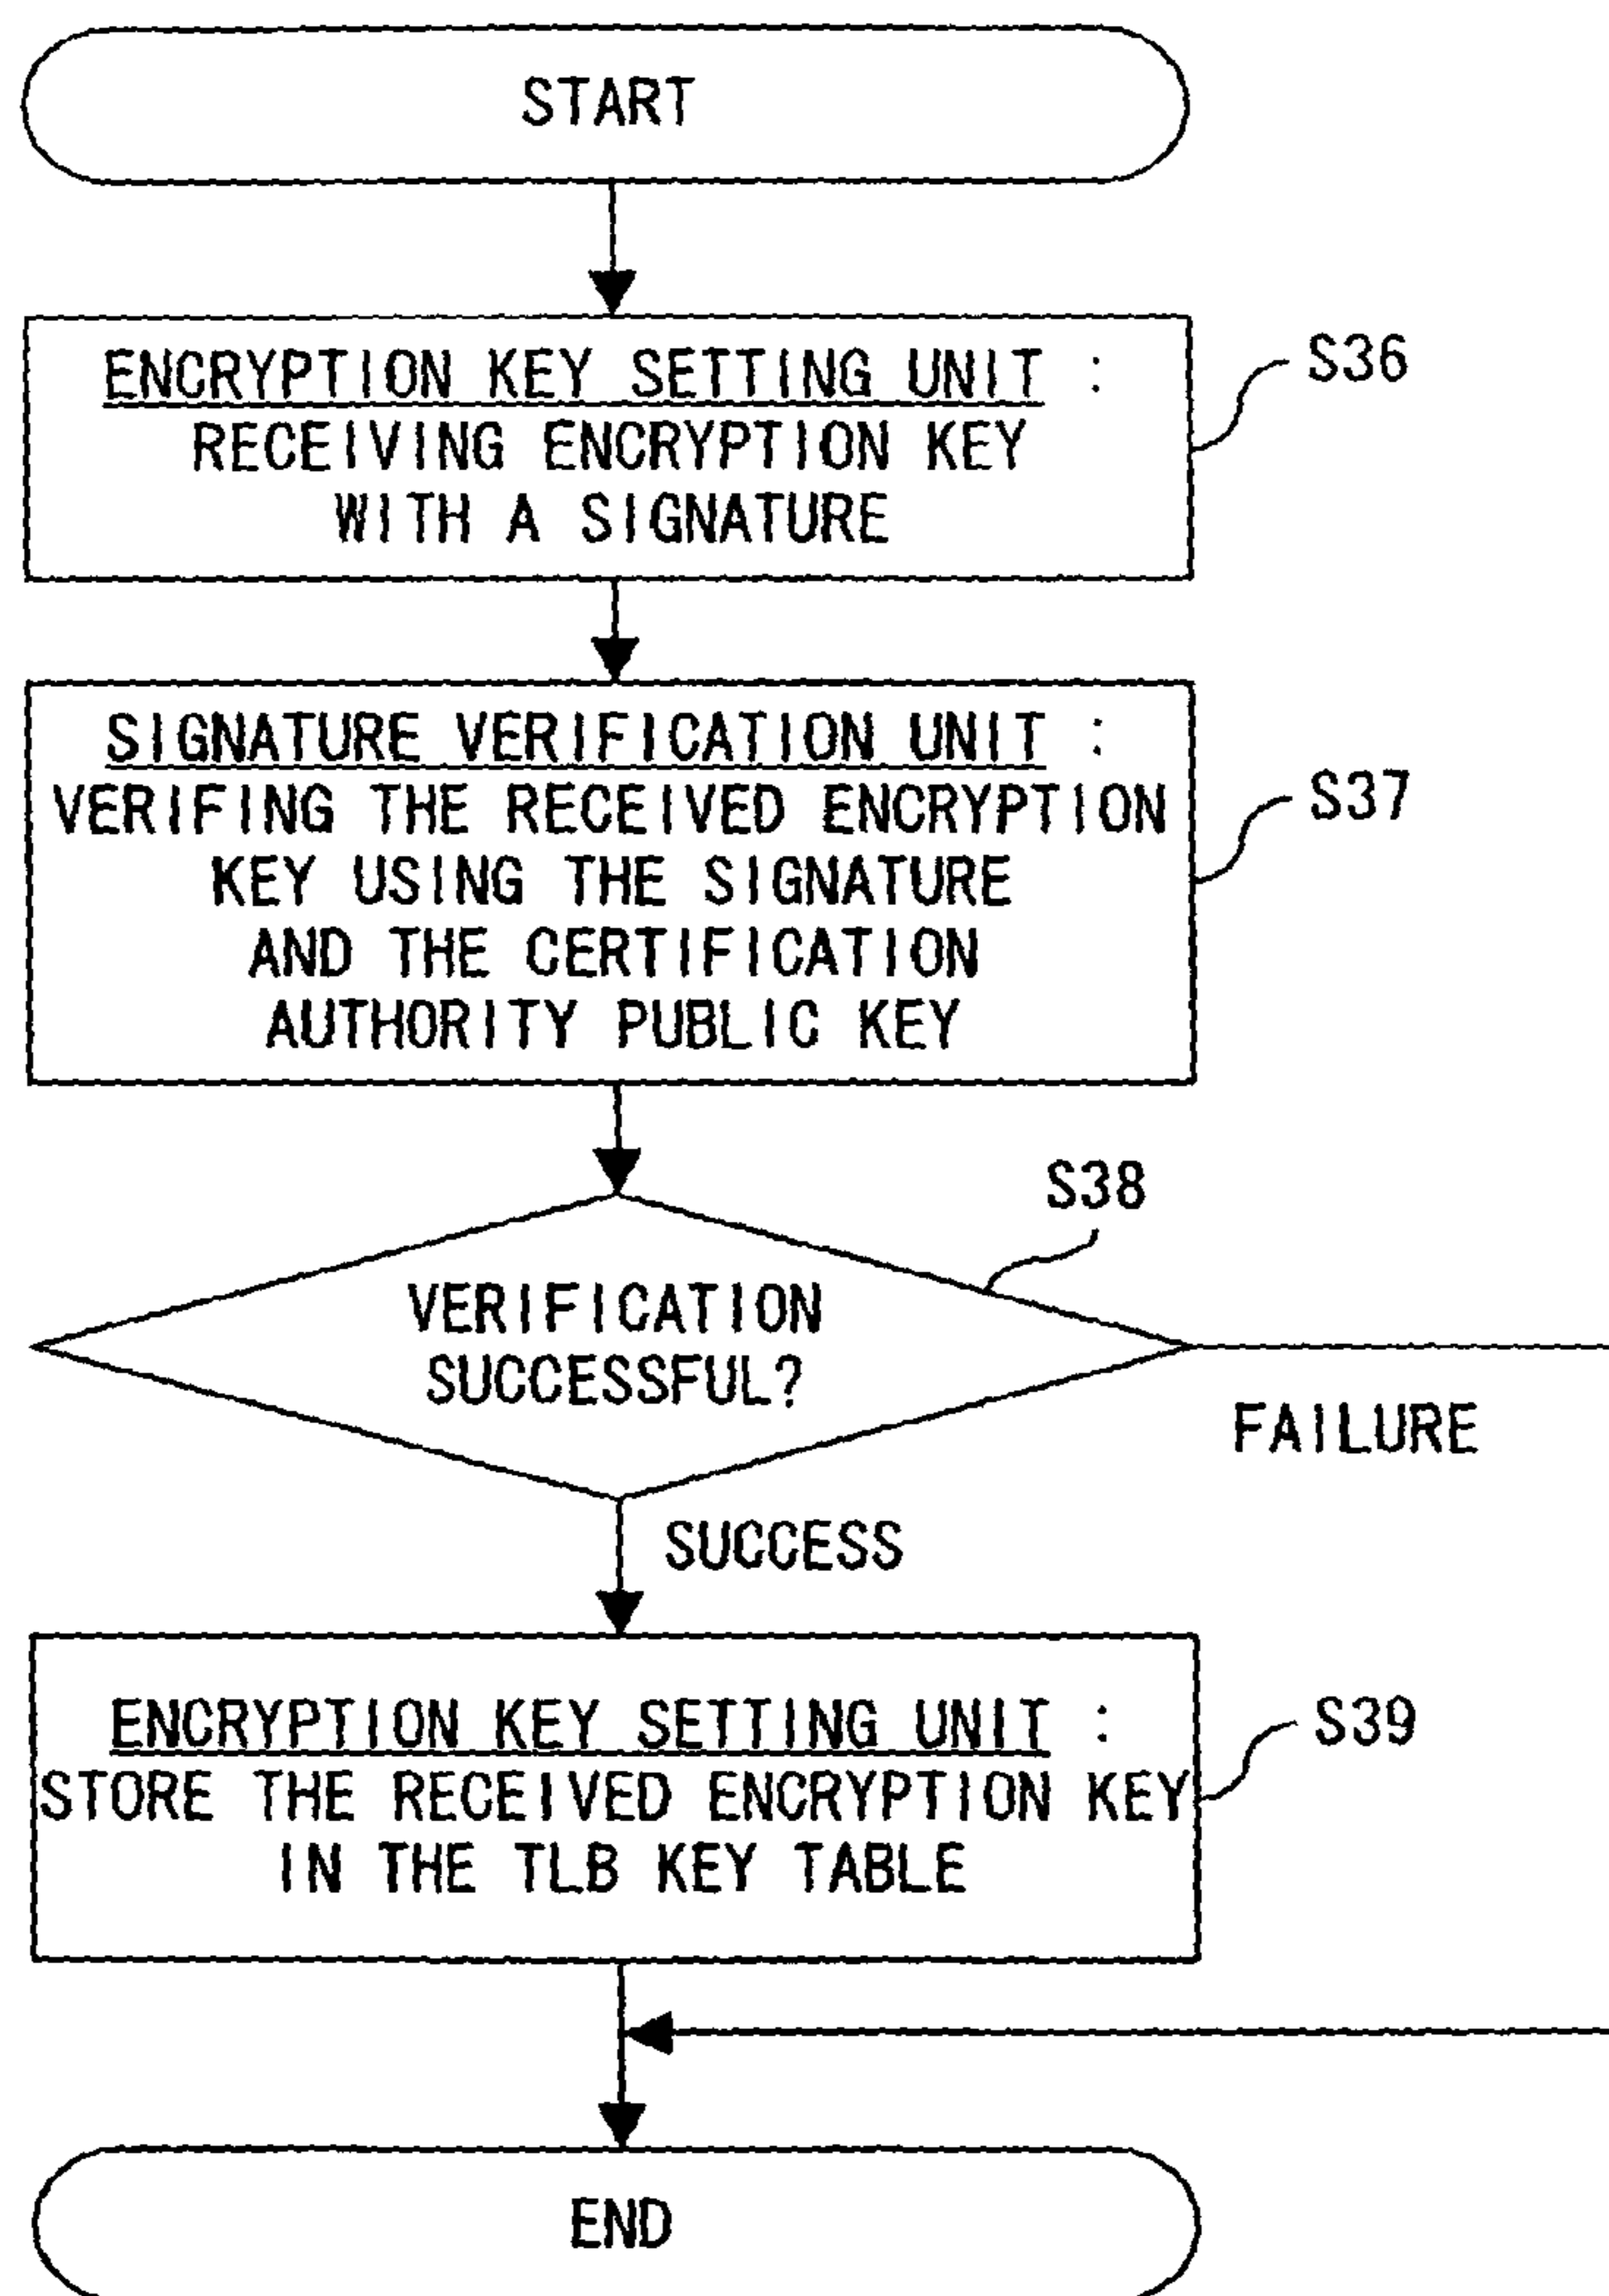 START
ENCRYPTION KEY SETTING UNIT :
RECEIVING ENCRYPTION KEY
WITH A SIGNATURE
S36
SIGNATURE VERIFICATION UNIT :
VERIFING THE RECEIVED ENCRYPTION
KEY USING THE SIGNATURE
AND THE CERTIFICATION
AUTHORITY PUBLIC KEY
S37
S38
VERIFICATION
SUCCESSFUL?
FAILURE
SUCCESS
ENCRYPTION KEY SETTING UNIT :
STORE THE RECEIVED ENCRYPTION KEY
IN THE TLB KEY TABLE
S39
END